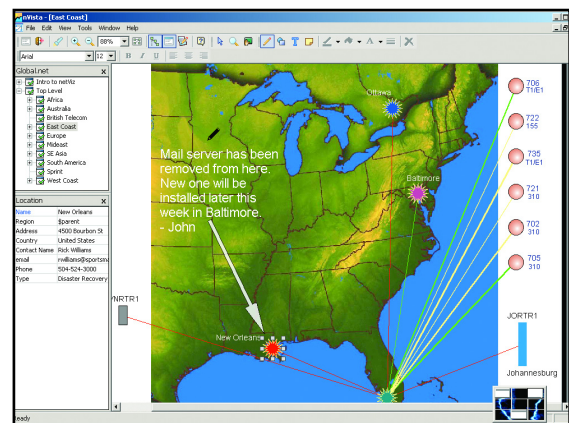 nVista - [East Coast]
File Edit View Tools Window Help
88%
Arial 12 B I U
Global.net x
Intro to netViz
Top Level
Africa
Australia
British Telecom
East Coast
Europe
Mideast
SE Asia
South America
Sprint
West Coast
Location x
Name New Orleans
Region $parent
Address 4500 Bourbon St
Country United States
Contact Name Rick Williams
email rwilliams@sportsm
Phone 504-524-3000
Type Disaster Recovery
Ottawa
Mail server has been
removed from here.
New one will be
installed later this
week in Baltimore.
- John
Baltimore
New Orleans
NRTR1
706
T1/E1
722
155
735
T1/E1
721
310
702
310
705
310
JORTR1
Johannesburg
eady